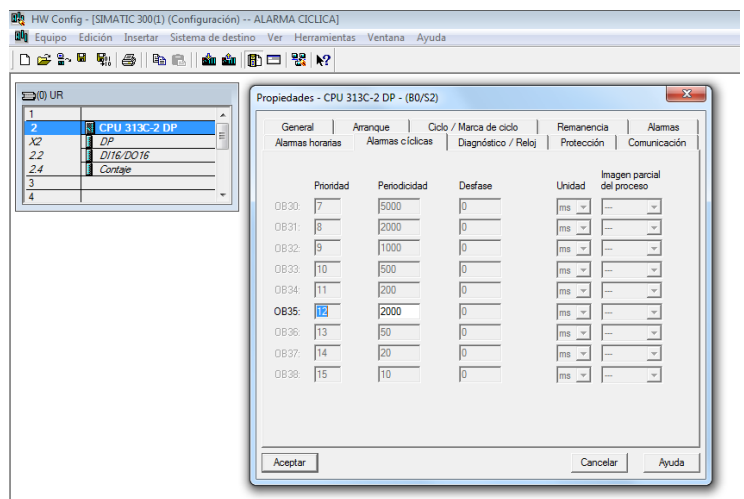 HW Config - [SIMATIC 300(1) (Configuración) -- ALARMA CICLICA]
Equipo Edición Insertar Sistema de destino Ver Herramientas Ventana Ayuda
(0) UR
1
2 CPU 313C-2 DP
X2 DP
2.2 DI16/DO16
2.4 Contaje
3
4
Propiedades - CPU 313C-2 DP - (B0/S2)
General Arranque Ciclo / Marca de ciclo Remanencia Alarmas
Alarmas horarias Alarmas cíclicas Diagnóstico / Reloj Protección Comunicación
Prioridad Periodicidad Desfase Unidad Imagen parcial del proceso
OB30: 7 5000 0 ms ---
OB31: 8 2000 0 ms ---
OB32: 9 1000 0 ms ---
OB33: 10 500 0 ms ---
OB34: 11 200 0 ms ---
OB35: 12 2000 0 ms ---
OB36: 13 50 0 ms ---
OB37: 14 20 0 ms ---
OB38: 15 10 0 ms ---
Aceptar Cancelar Ayuda